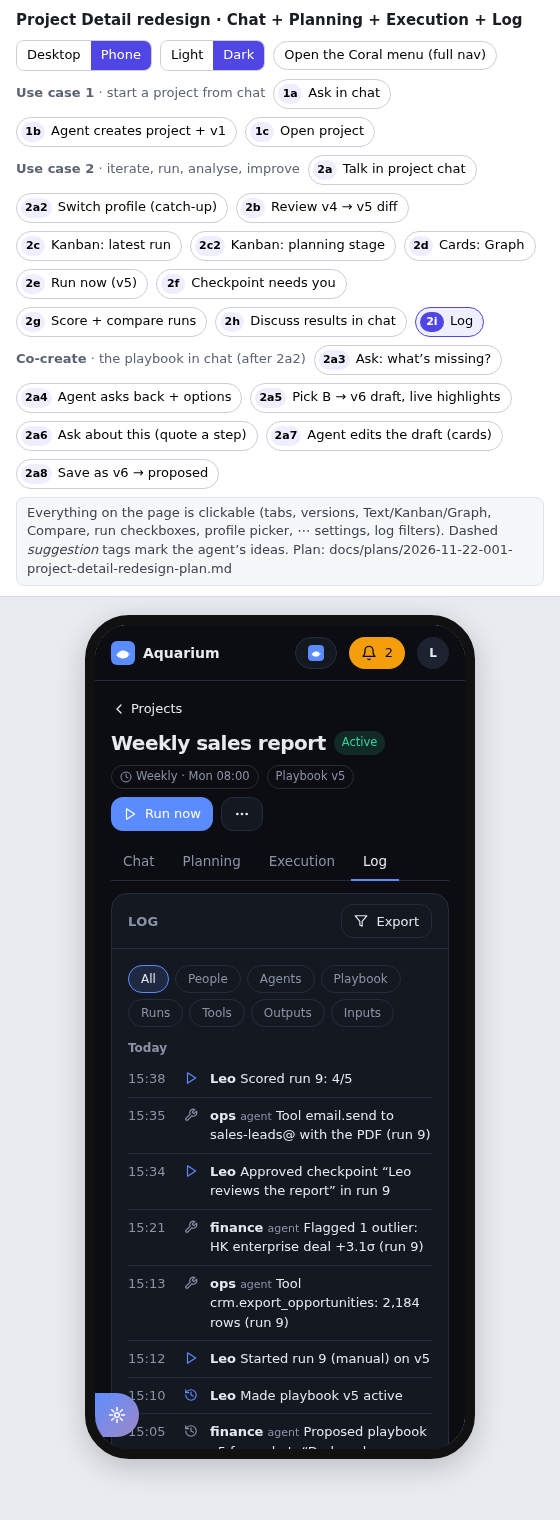 Project Detail redesign · Chat + Planning + Execution + Log
Desktop Phone Light Dark Open the Coral menu (full nav)
Use case 1 · start a project from chat 1a Ask in chat
1b Agent creates project + v1 1c Open project
Use case 2 · iterate, run, analyse, improve 2a Talk in project chat
2a2 Switch profile (catch-up) 2b Review v4 → v5 diff
2c Kanban: latest run 2c2 Kanban: planning stage 2d Cards: Graph
2e Run now (v5) 2f Checkpoint needs you
2g Score + compare runs 2h Discuss results in chat 2i Log
Co-create · the playbook in chat (after 2a2) 2a3 Ask: what’s missing?
2a4 Agent asks back + options 2a5 Pick B → v6 draft, live highlights
2a6 Ask about this (quote a step) 2a7 Agent edits the draft (cards)
2a8 Save as v6 → proposed
Everything on the page is clickable (tabs, versions, Text/Kanban/Graph,
Compare, run checkboxes, profile picker, ··· settings, log filters). Dashed
suggestion tags mark the agent’s ideas. Plan: docs/plans/2026-11-22-001-
project-detail-redesign-plan.md
Aquarium 2 L
Projects
Weekly sales report Active
Weekly · Mon 08:00 Playbook v5
Run now ···
Chat Planning Execution Log
LOG Export
All People Agents Playbook
Runs Tools Outputs Inputs
Today
15:38 Leo Scored run 9: 4/5
15:35 ops agent Tool email.send to
sales-leads@ with the PDF (run 9)
15:34 Leo Approved checkpoint “Leo
reviews the report” in run 9
15:21 finance agent Flagged 1 outlier:
HK enterprise deal +3.1σ (run 9)
15:13 ops agent Tool
crm.export_opportunities: 2,184
rows (run 9)
15:12 Leo Started run 9 (manual) on v5
15:10 Leo Made playbook v5 active
15:05 finance agent Proposed playbook